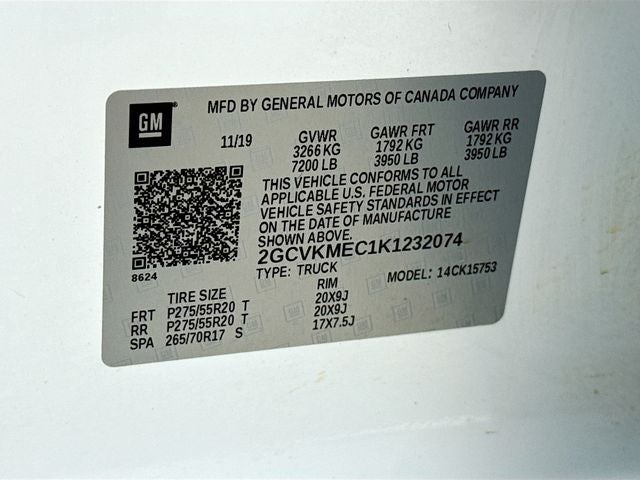 GM
MFD BY GENERAL MOTORS OF CANADA COMPANY
11/19 GVWR GAWR FRT GAWR RR
3266 KG 1792 KG 1792 KG
7200 LB 3950 LB 3950 LB
THIS VEHICLE CONFORMS TO ALL
APPLICABLE U.S. FEDERAL MOTOR
VEHICLE SAFETY STANDARDS IN EFFECT
ON THE DATE OF MANUFACTURE
SHOWN ABOVE.
8624
2GCVKMEC1K1232074
TYPE: TRUCK MODEL: 14CK15753
TIRE SIZE RIM
FRT P275/55R20 T 20X9J
RR P275/55R20 T 20X9J
SPA 265/70R17 S 17X7.5J